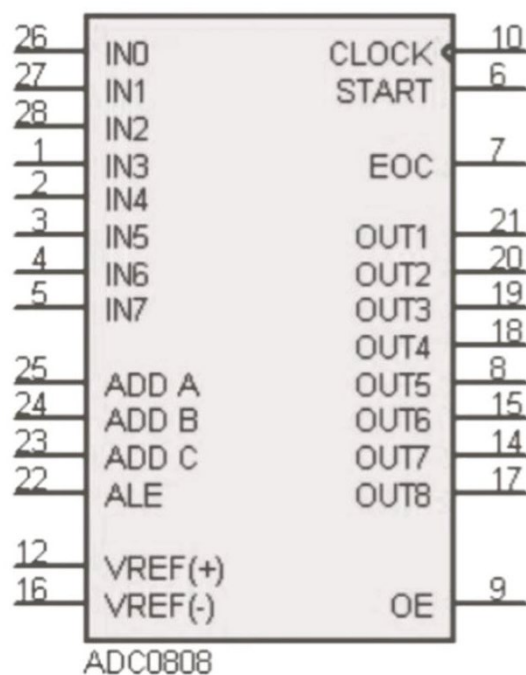 26 IN0 CLOCK 10
27 IN1 START 6
28 IN2
1 IN3 EOC 7
2 IN4
3 IN5 OUT1 21
4 IN6 OUT2 20
5 IN7 OUT3 19
OUT4 18
25 ADD A OUT5 8
24 ADD B OUT6 15
23 ADD C OUT7 14
22 ALE OUT8 17
12 VREF(+)
16 VREF(-) OE 9
ADC0808